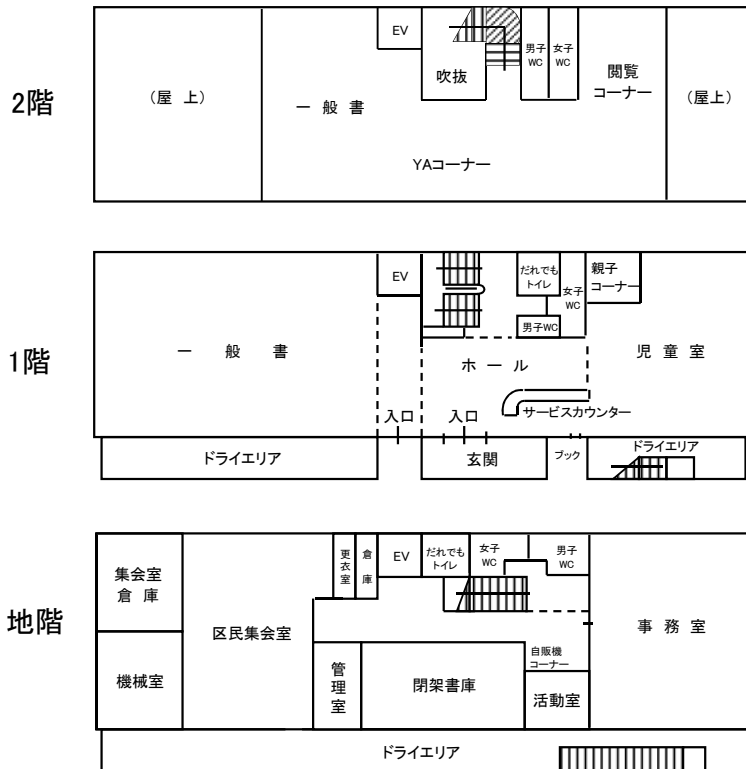 2階
(屋 上)
一 般 書
EV
吹抜
男子
WC
女子
WC
閲覧
コーナー
(屋上)
YAコーナー
1階
一 般 書
EV
だれでも
トイレ
女子
WC
男子WC
親子
コーナー
ホ ー ル
児 童 室
サービスカウンター
入口
入口
ドライエリア
玄関
ブック
ドライエリア
地階
集会室
倉 庫
機械室
区民集会室
更
衣
室
倉
庫
EV
だれでも
トイレ
女子
WC
男子
WC
事 務 室
管
理
室
閉架書庫
自販機
コーナー
活動室
ドライエリア